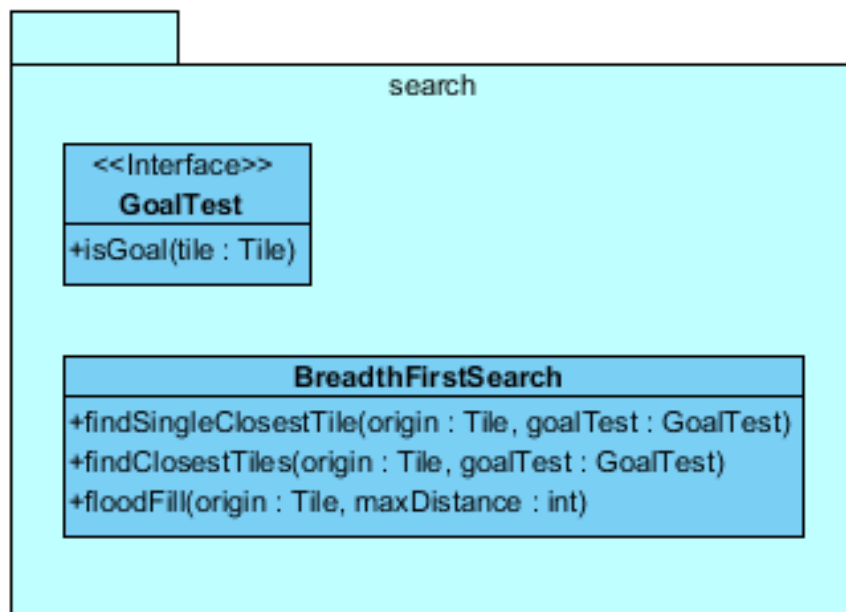 search
<<Interface>>
GoalTest
+isGoal(tile : Tile)
BreadthFirstSearch
+findSingleClosestTile(origin : Tile, goalTest : GoalTest)
+findClosestTiles(origin : Tile, goalTest : GoalTest)
+floodFill(origin : Tile, maxDistance : int)